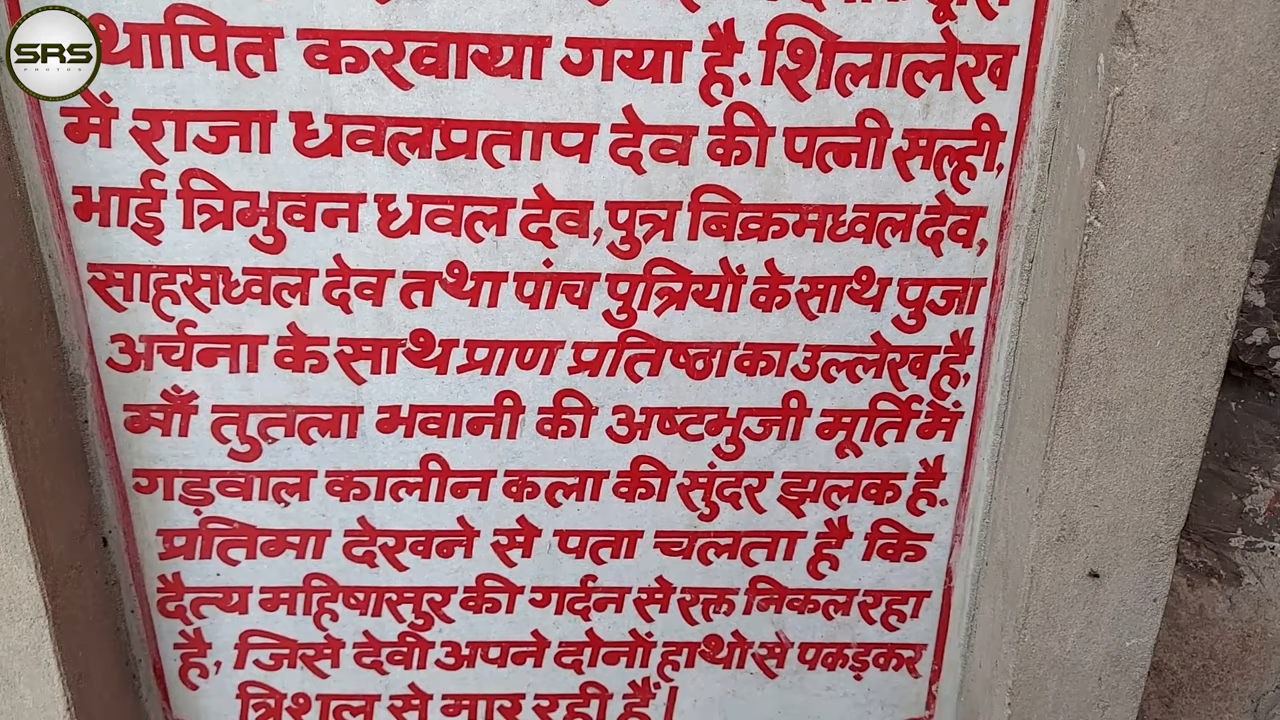 SRS
PHOTOS
थापित करवाया गया है. शिलालेख
में राजा धवलप्रताप देव की पत्नी सल्ही,
भाई त्रिभुवन धवल देव, पुत्र बिक्रमध्वल देव,
साहसध्वल देव तथा पांच पुत्रियों के साथ पुजा
अर्चना के साथ प्राण प्रतिष्ठा का उल्लेख है,
माँ तुतला भवानी की अष्टभुजी मूर्ति में
गड़वाल कालीन कला की सुंदर झलक है.
प्रतिमा देखने से पता चलता है कि
दैत्य महिषासुर की गर्दन से रक्त निकल रहा
है, जिसे देवी अपने दोनों हाथो से पकड़कर
त्रिशूल से मार रही हैं।